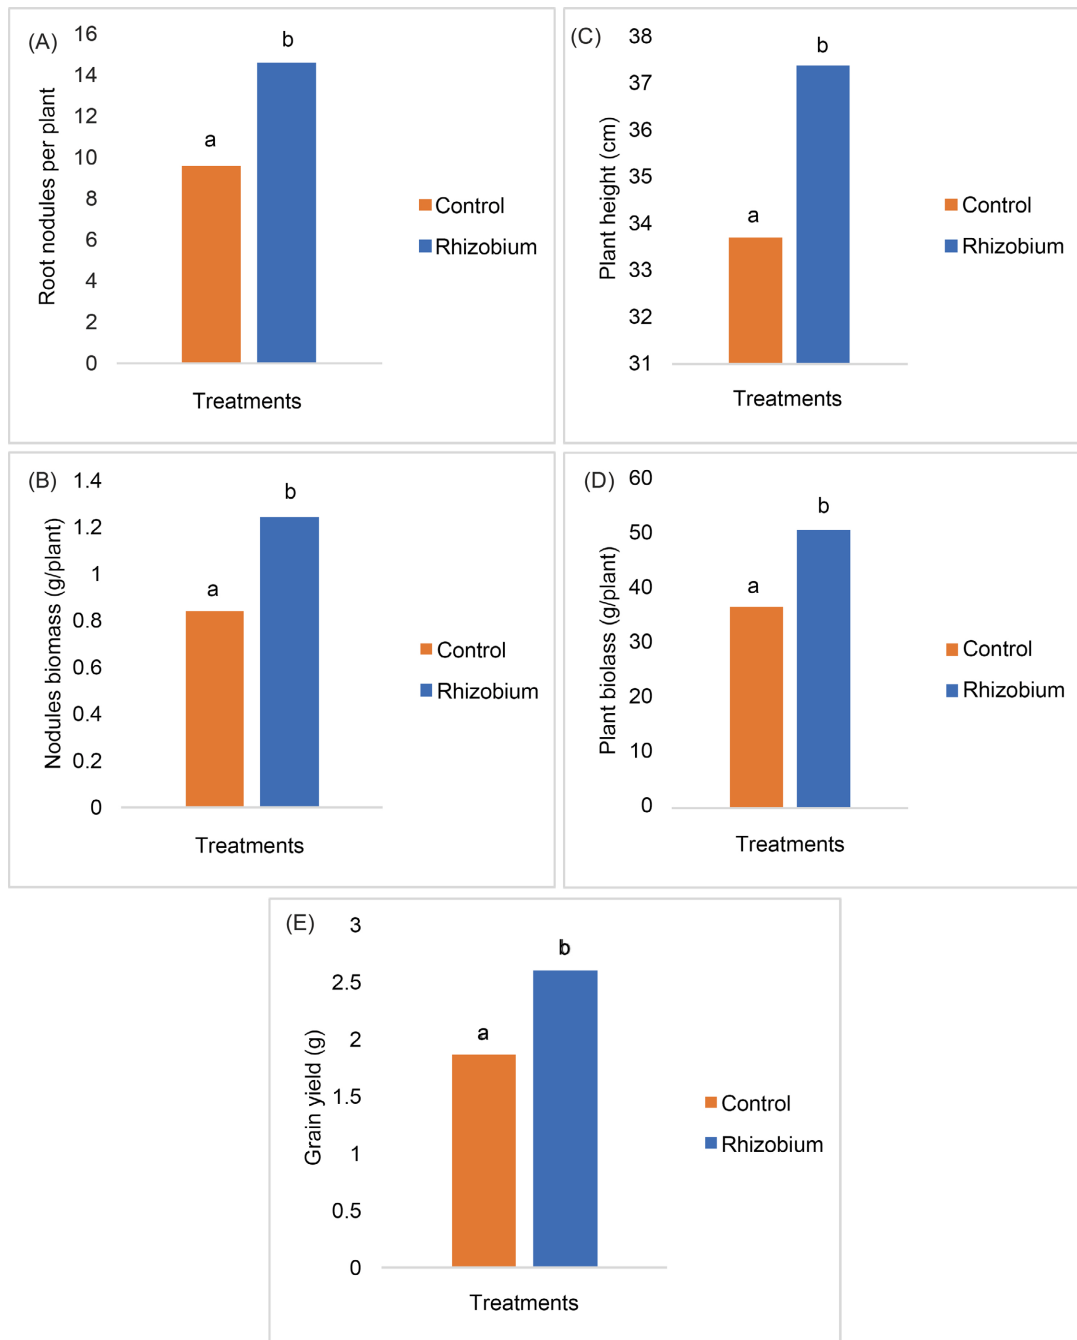 (A)
16
14
12
10
8
6
4
2
0
Root nodules per plant
a
b
Control
Rhizobium
Treatments
(C)
38
37
36
35
34
33
32
31
Plant height (cm)
a
b
Control
Rhizobium
Treatments
(B)
1.4
1.2
1
0.8
0.6
0.4
0.2
0
Nodules biomass (g/plant)
a
b
Control
Rhizobium
Treatments
(D)
60
50
40
30
20
10
0
Plant biolass (g/plant)
a
b
Control
Rhizobium
Treatments
(E)
3
2.5
2
1.5
1
0.5
0
Grain yield (g)
a
b
Control
Rhizobium
Treatments